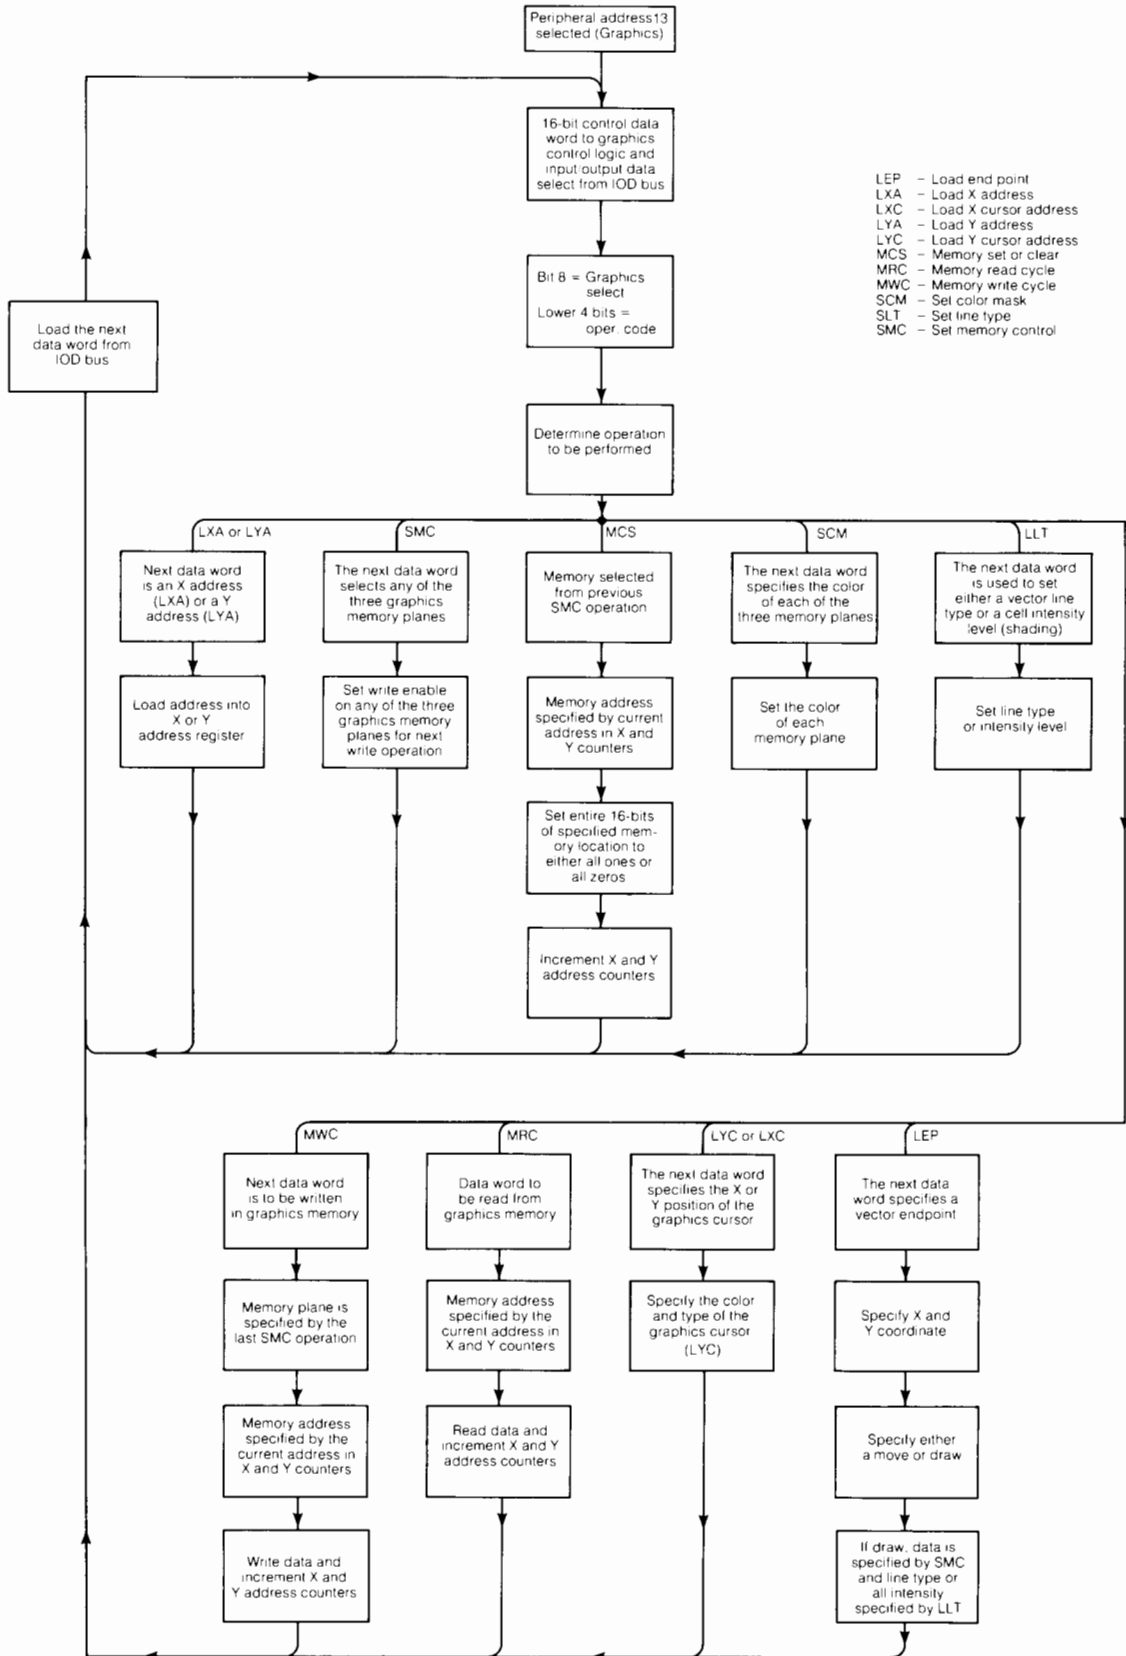 Peripheral address13
selected (Graphics)
16-bit control data
word to graphics
control logic and
input/output data
select from IOD bus
LEP – Load end point
LXA – Load X address
LXC – Load X cursor address
LYA – Load Y address
LYC – Load Y cursor address
MCS – Memory set or clear
MRC – Memory read cycle
MWC – Memory write cycle
SCM – Set color mask
SLT – Set line type
SMC – Set memory control
Bit 8 = Graphics
select
Lower 4 bits =
oper. code
Load the next
data word from
IOD bus
Determine operation
to be performed
LXA or LYA
SMC
MCS
SCM
LLT
Next data word
is an X address
(LXA) or a Y
address (LYA)
The next data word
selects any of the
three graphics
memory planes
Memory selected
from previous
SMC operation
The next data word
specifies the color
of each of the
three memory planes
The next data word
is used to set
either a vector line
type or a cell intensity
level (shading)
Load address into
X or Y
address register
Set write enable
on any of the three
graphics memory
planes for next
write operation
Memory address
specified by current
address in X and
Y counters
Set the color
of each
memory plane
Set line type
or intensity level
Set entire 16-bits
of specified mem-
ory location to
either all ones or
all zeros
Increment X and Y
address counters
MWC
MRC
LYC or LXC
LEP
Next data word
is to be written
in graphics memory
Data word to
be read from
graphics memory
The next data word
specifies the X or
Y position of the
graphics cursor
The next data
word specifies a
vector endpoint
Memory plane is
specified by the
last SMC operation
Memory address
specified by the
current address in
X and Y counters
Specify the color
and type of the
graphics cursor
(LYC)
Specify X and
Y coordinate
Memory address
specified by the
current address in
X and Y counters
Read data and
increment X and Y
address counters
Specify either
a move or draw
Write data and
increment X and
Y address counters
If draw, data is
specified by SMC
and line type or
all intensity
specified by LLT